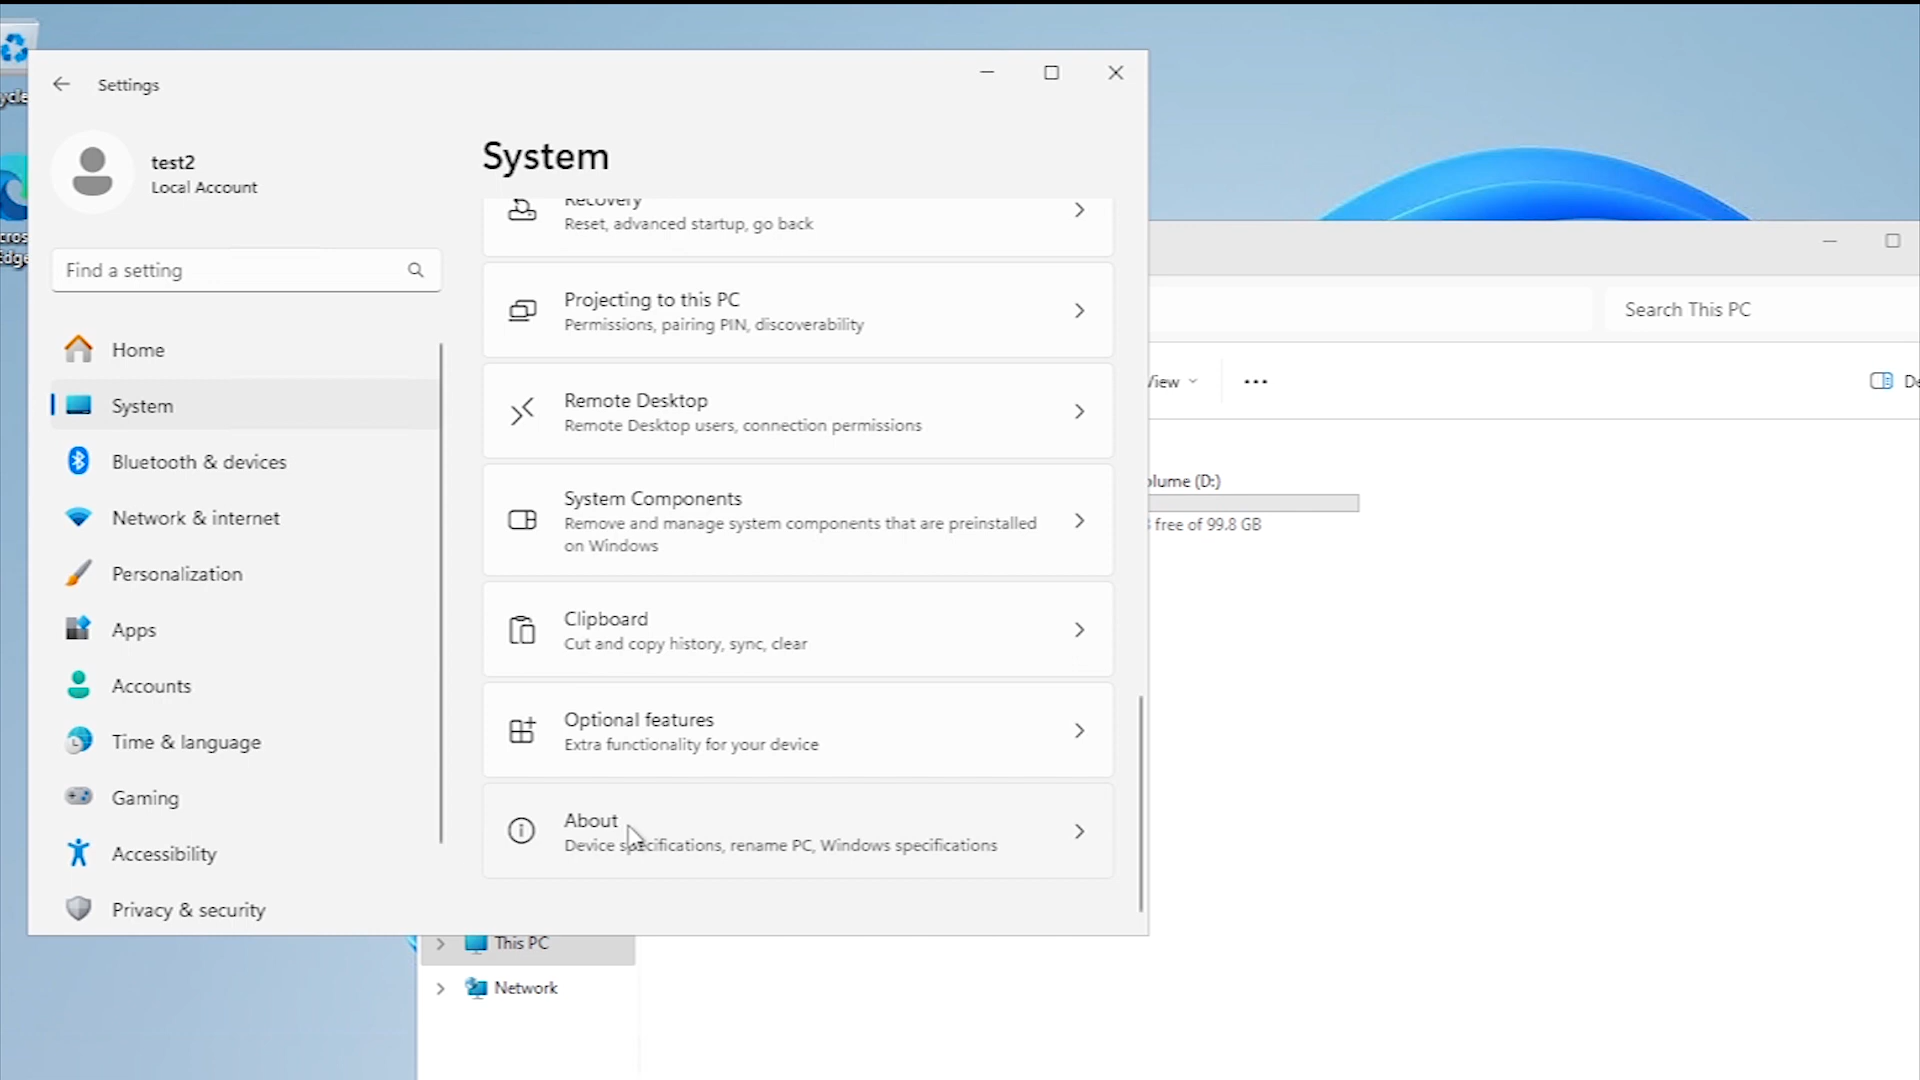 Settings
test2
Local Account
Find a setting
Home
System
Bluetooth & devices
Network & internet
Personalization
Apps
Accounts
Time & language
Gaming
Accessibility
Privacy & security
System
Recovery
Reset, advanced startup, go back
Projecting to this PC
Permissions, pairing PIN, discoverability
Remote Desktop
Remote Desktop users, connection permissions
System Components
Remove and manage system components that are preinstalled
on Windows
Clipboard
Cut and copy history, sync, clear
Optional features
Extra functionality for your device
About
Device specifications, rename PC, Windows specifications
Search This PC
View
olume (D:)
free of 99.8 GB
This PC
Network